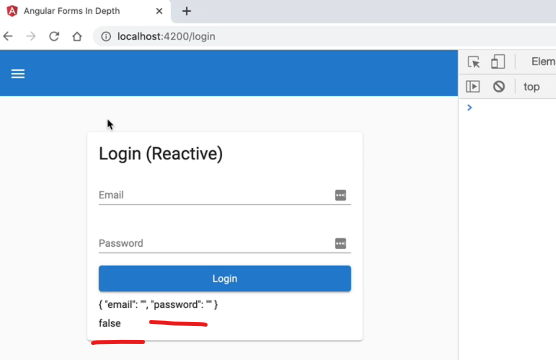 Angular Forms In Depth
localhost:4200/login
Elem
top
Login (Reactive)
Email
Password
Login
{ "email": "", "password": "" }
false